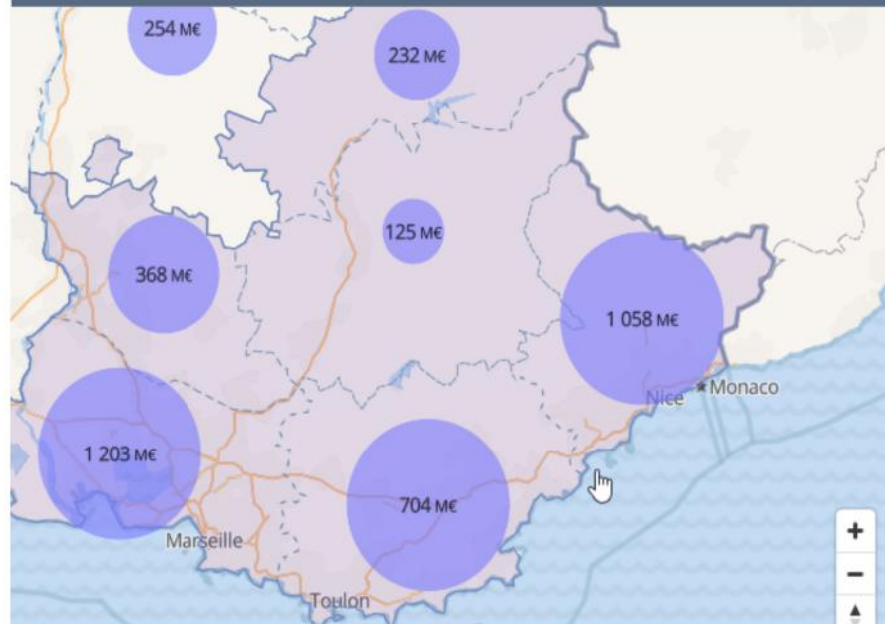 254 M€
232 M€
125 M€
368 M€
1 058 M€
Nice
Monaco
1 203 M€
704 M€
Marseille
Toulon
+
−